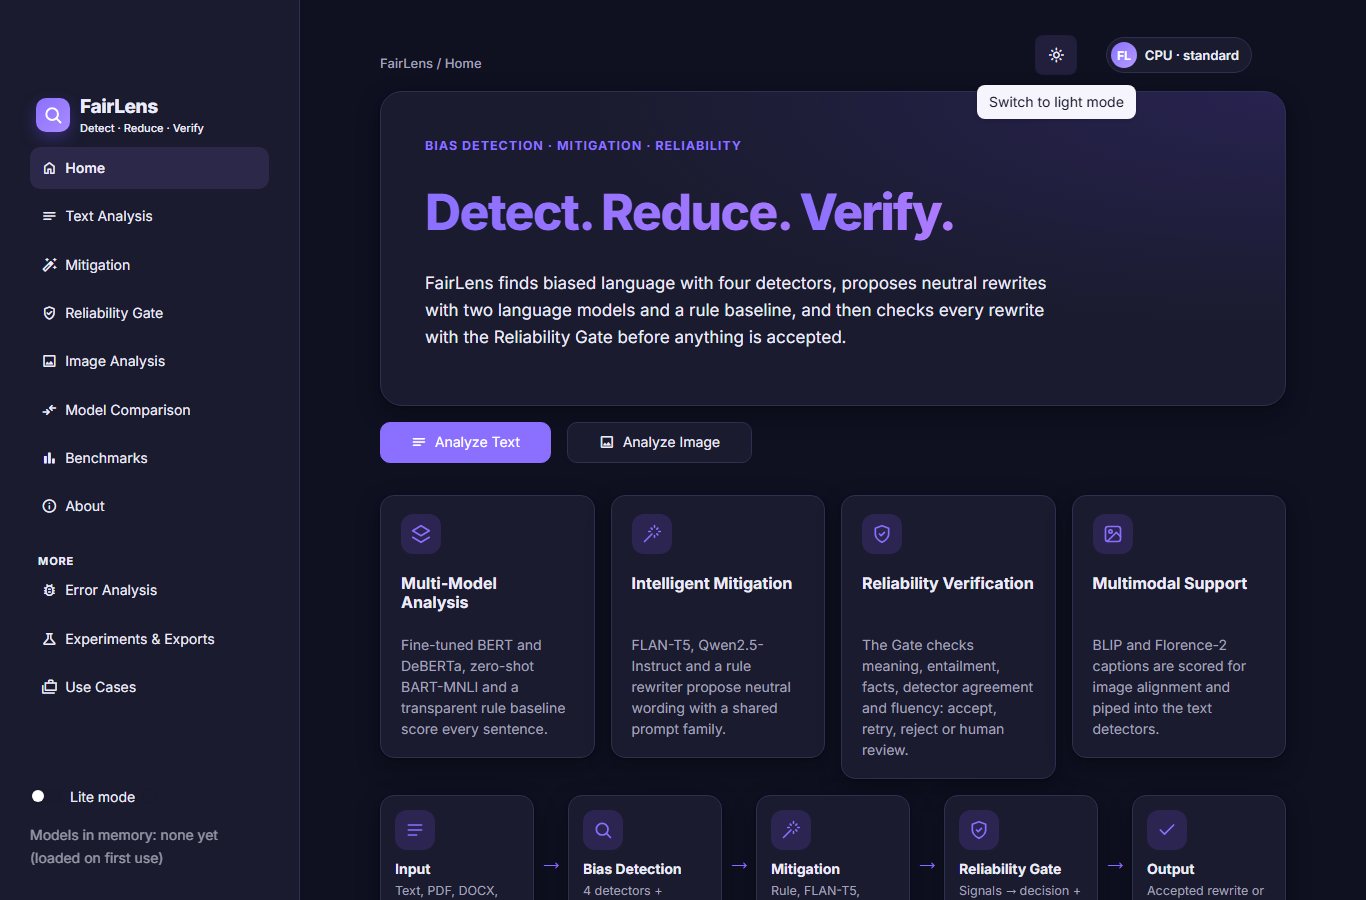 FairLens
Detect · Reduce · Verify
Home
Text Analysis
Mitigation
Reliability Gate
Image Analysis
Model Comparison
Benchmarks
About
MORE
Error Analysis
Experiments & Exports
Use Cases
Lite mode
Models in memory: none yet
(loaded on first use)
FairLens / Home
FL CPU · standard
Switch to light mode
BIAS DETECTION · MITIGATION · RELIABILITY
Detect. Reduce. Verify.
FairLens finds biased language with four detectors, proposes neutral rewrites
with two language models and a rule baseline, and then checks every rewrite
with the Reliability Gate before anything is accepted.
Analyze Text
Analyze Image
Multi-Model
Analysis
Fine-tuned BERT and
DeBERTa, zero-shot
BART-MNLI and a
transparent rule baseline
score every sentence.
Intelligent Mitigation
FLAN-T5, Qwen2.5-
Instruct and a rule
rewriter propose neutral
wording with a shared
prompt family.
Reliability Verification
The Gate checks
meaning, entailment,
facts, detector agreement
and fluency: accept,
retry, reject or human
review.
Multimodal Support
BLIP and Florence-2
captions are scored for
image alignment and
piped into the text
detectors.
Input
Text, PDF, DOCX,
→
Bias Detection
4 detectors +
→
Mitigation
Rule, FLAN-T5,
→
Reliability Gate
Signals → decision +
→
Output
Accepted rewrite or